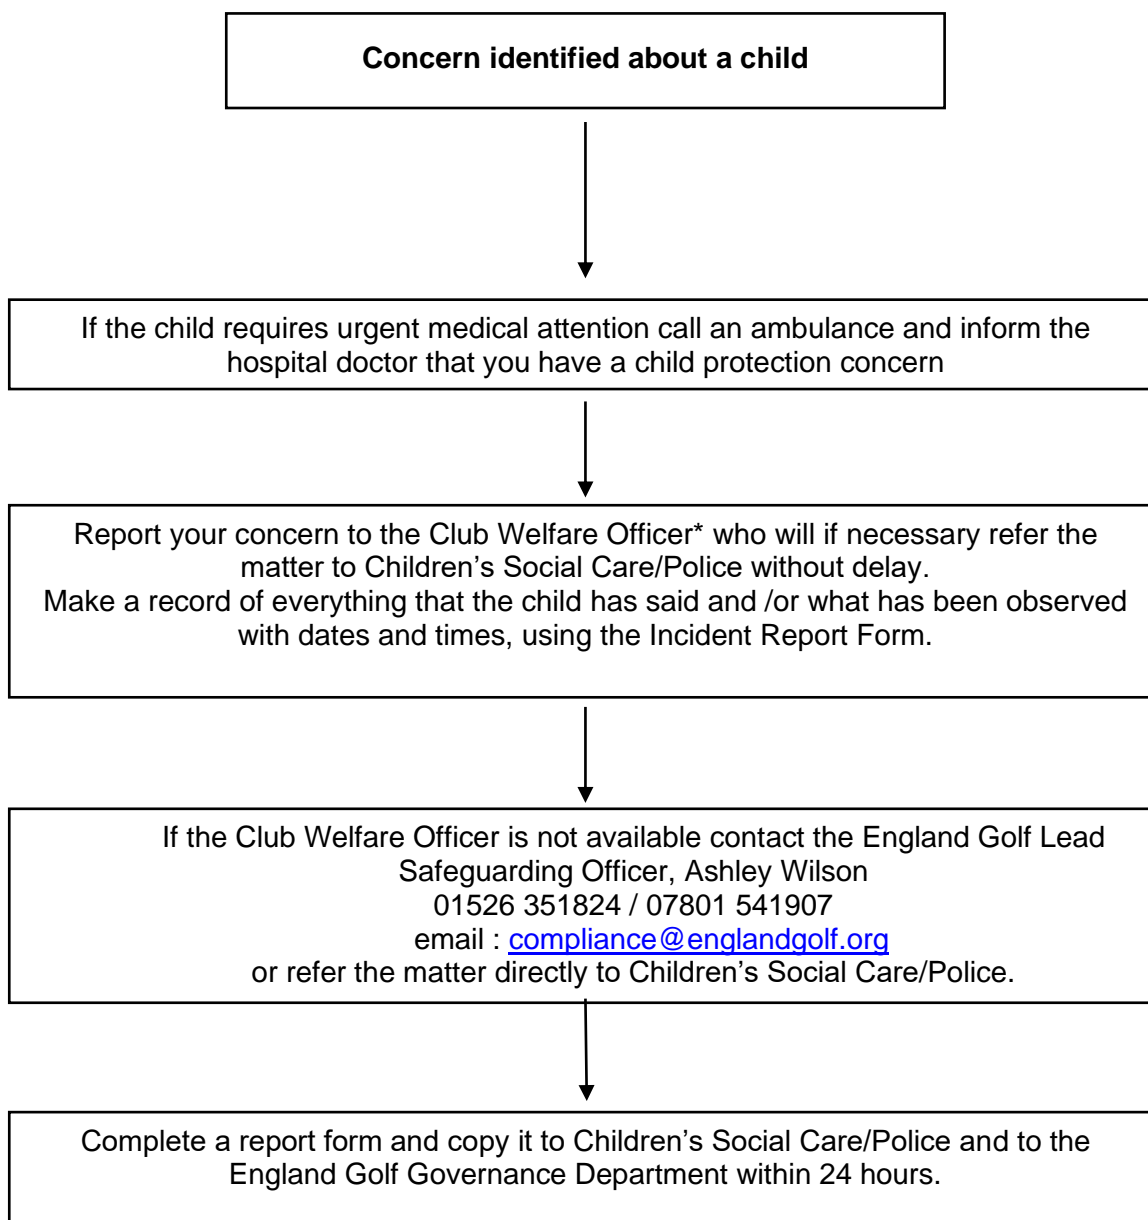 Concern identified about a child
If the child requires urgent medical attention call an ambulance and inform the
hospital doctor that you have a child protection concern
Report your concern to the Club Welfare Officer* who will if necessary refer the
matter to Children’s Social Care/Police without delay.
Make a record of everything that the child has said and /or what has been observed
with dates and times, using the Incident Report Form.
If the Club Welfare Officer is not available contact the England Golf Lead
Safeguarding Officer, Ashley Wilson
01526 351824 / 07801 541907
email : compliance@englandgolf.org
or refer the matter directly to Children’s Social Care/Police.
Complete a report form and copy it to Children’s Social Care/Police and to the
England Golf Governance Department within 24 hours.